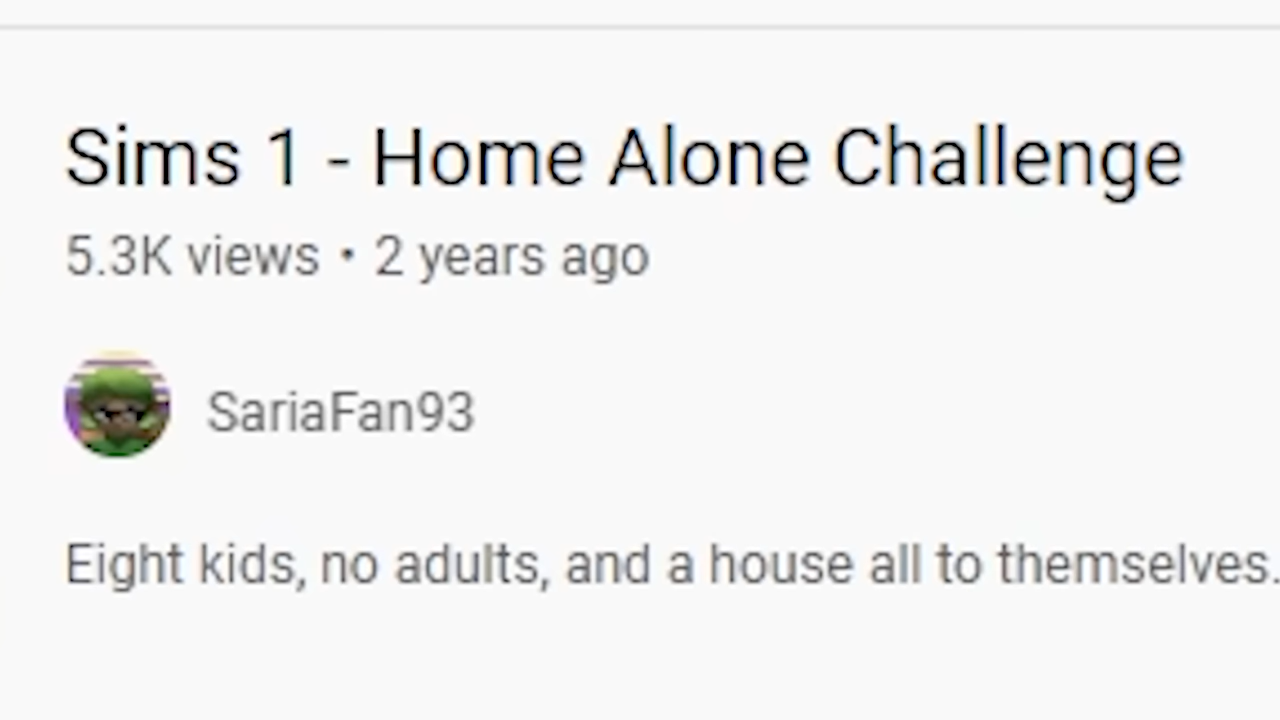 Sims 1 - Home Alone Challenge
5.3K views • 2 years ago
SariaFan93
Eight kids, no adults, and a house all to themselves.